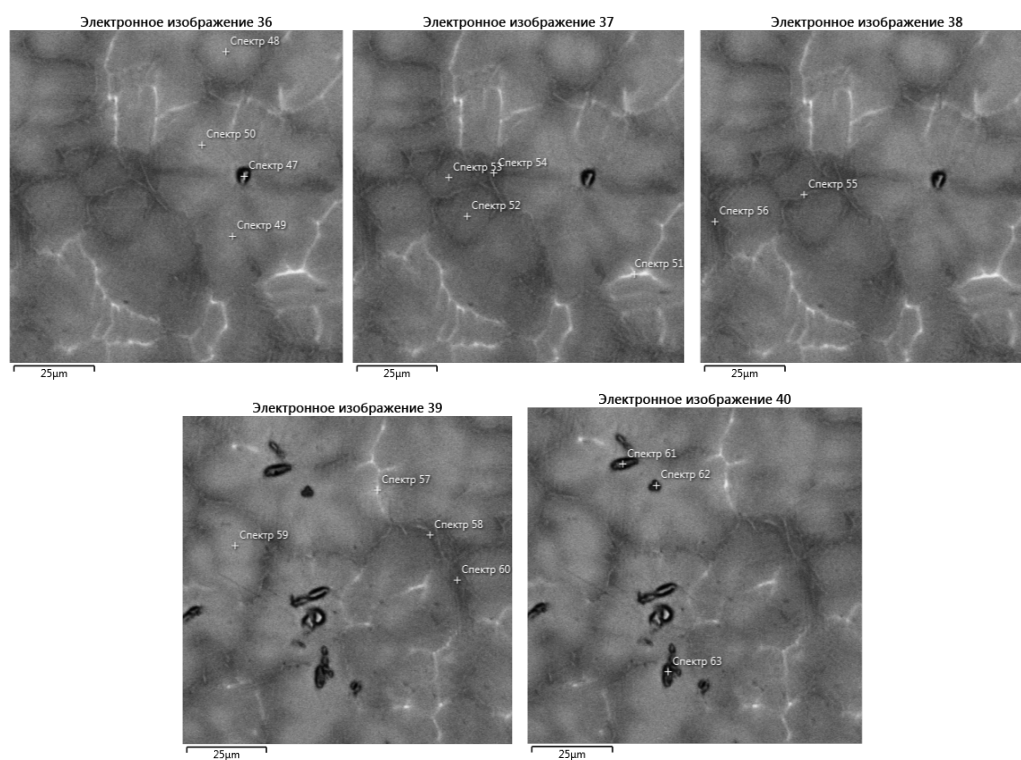 Электронное изображение 36
Спектр 48
Спектр 50
Спектр 47
Спектр 49
25µm
Электронное изображение 37
Спектр 53
Спектр 54
Спектр 52
Спектр 51
25µm
Электронное изображение 38
Спектр 55
Спектр 56
25µm
Электронное изображение 39
Спектр 57
Спектр 58
Спектр 59
Спектр 60
25µm
Электронное изображение 40
Спектр 61
Спектр 62
Спектр 63
25µm